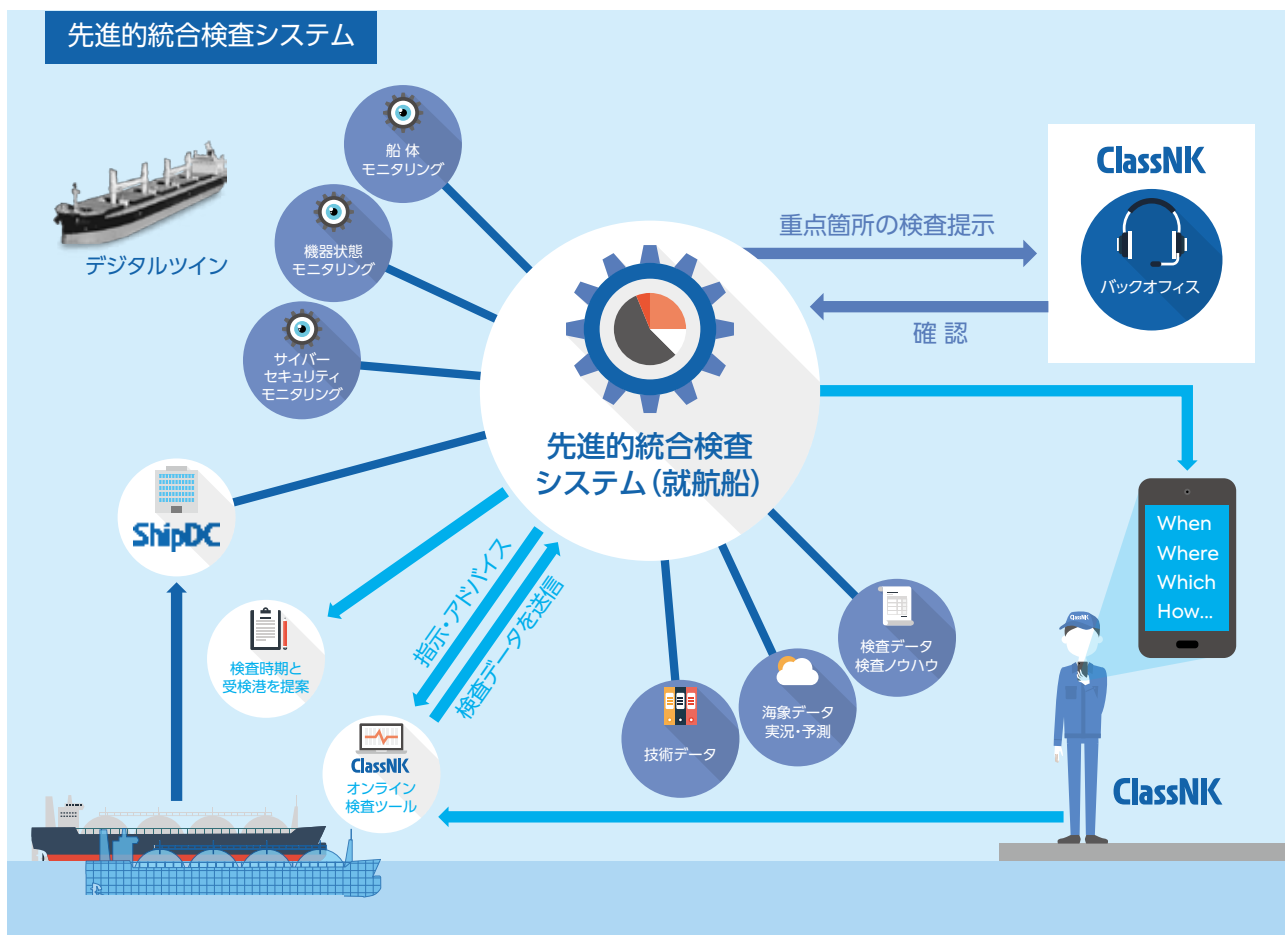 先進的統合検査システム
船体
モニタリング
デジタルツイン
機器状態
モニタリング
サイバー
セキュリティ
モニタリング
ShipDC
検査時期と
受検港を提案
ClassNK
オンライン
検査ツール
指示・アドバイス
検査データを送信
先進的統合検査
システム（就航船）
技術データ
海象データ
実況・予測
検査データ
検査ノウハウ
重点箇所の検査提示
確認
ClassNK
バックオフィス
When
Where
Which
How...
ClassNK
ClassNK